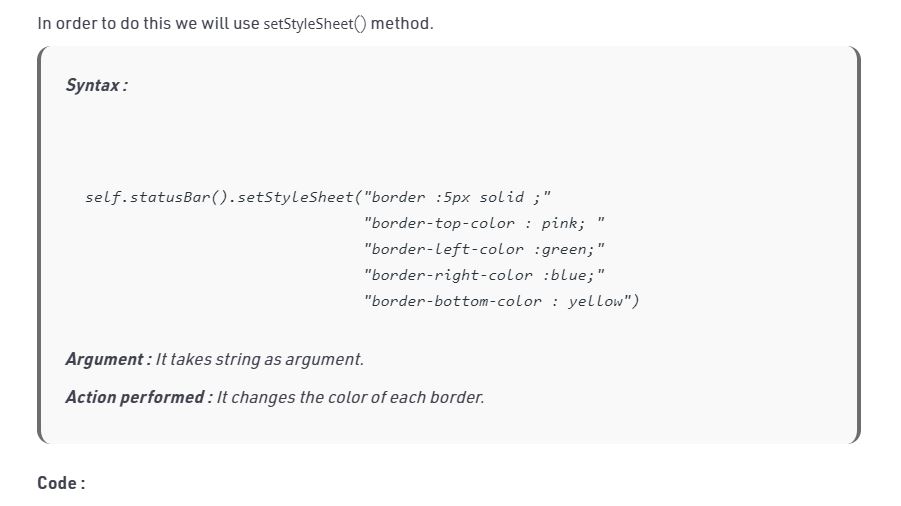 In order to do this we will use setStyleSheet() method.
Syntax :
self.statusBar().setStyleSheet("border :5px solid ;"
"border-top-color : pink; "
"border-left-color :green;"
"border-right-color :blue;"
"border-bottom-color : yellow")
Argument : It takes string as argument.
Action performed : It changes the color of each border.
Code :